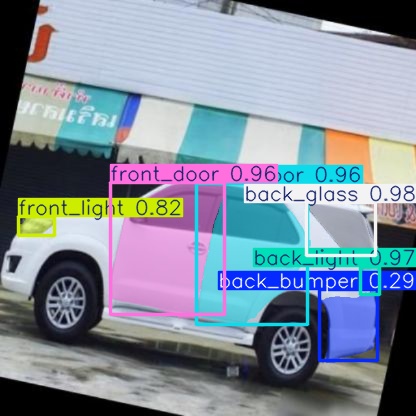 front_door 0.96
oor 0.96
back_glass 0.98
front_light 0.82
back_light 0.97
back_bumper 0.29